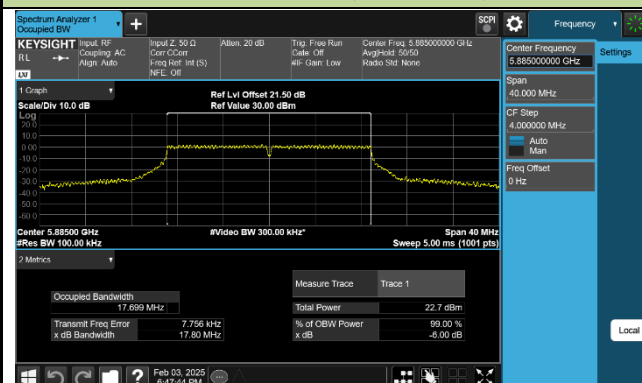 Spectrum Analyzer 1
Occupied BW
+
SCPI
Frequency
KEYSIGHT
RL
LXI
Input: RF
Coupling: AC
Align: Auto
Input Z: 50 Ω
Corr CCorr
Freq Ref: Int (S)
NFE: Off
Atten: 20 dB
Trig: Free Run
Gate: Off
#IF Gain: Low
Center Freq: 5.885000000 GHz
Avg|Hold: 50/50
Radio Std: None
Center Frequency
5.885000000 GHz
Settings
Span
40.000 MHz
CF Step
4.000000 MHz
Auto
Man
Freq Offset
0 Hz
Local
1 Graph
Scale/Div 10.0 dB
Ref Lvl Offset 21.50 dB
Ref Value 30.00 dBm
Log
20.0
10.0
0.00
-10.0
-20.0
-30.0
-40.0
-50.0
-60.0
Center 5.88500 GHz
#Res BW 100.00 kHz
#Video BW 300.00 kHz*
Span 40 MHz
Sweep 5.00 ms (1001 pts)
2 Metrics
Measure Trace Trace 1
Occupied Bandwidth
17.699 MHz
Total Power 22.7 dBm
Transmit Freq Error 7.756 kHz
% of OBW Power 99.00 %
x dB Bandwidth 17.80 MHz
x dB -6.00 dB
?
Feb 03, 2025
6:47:44 PM